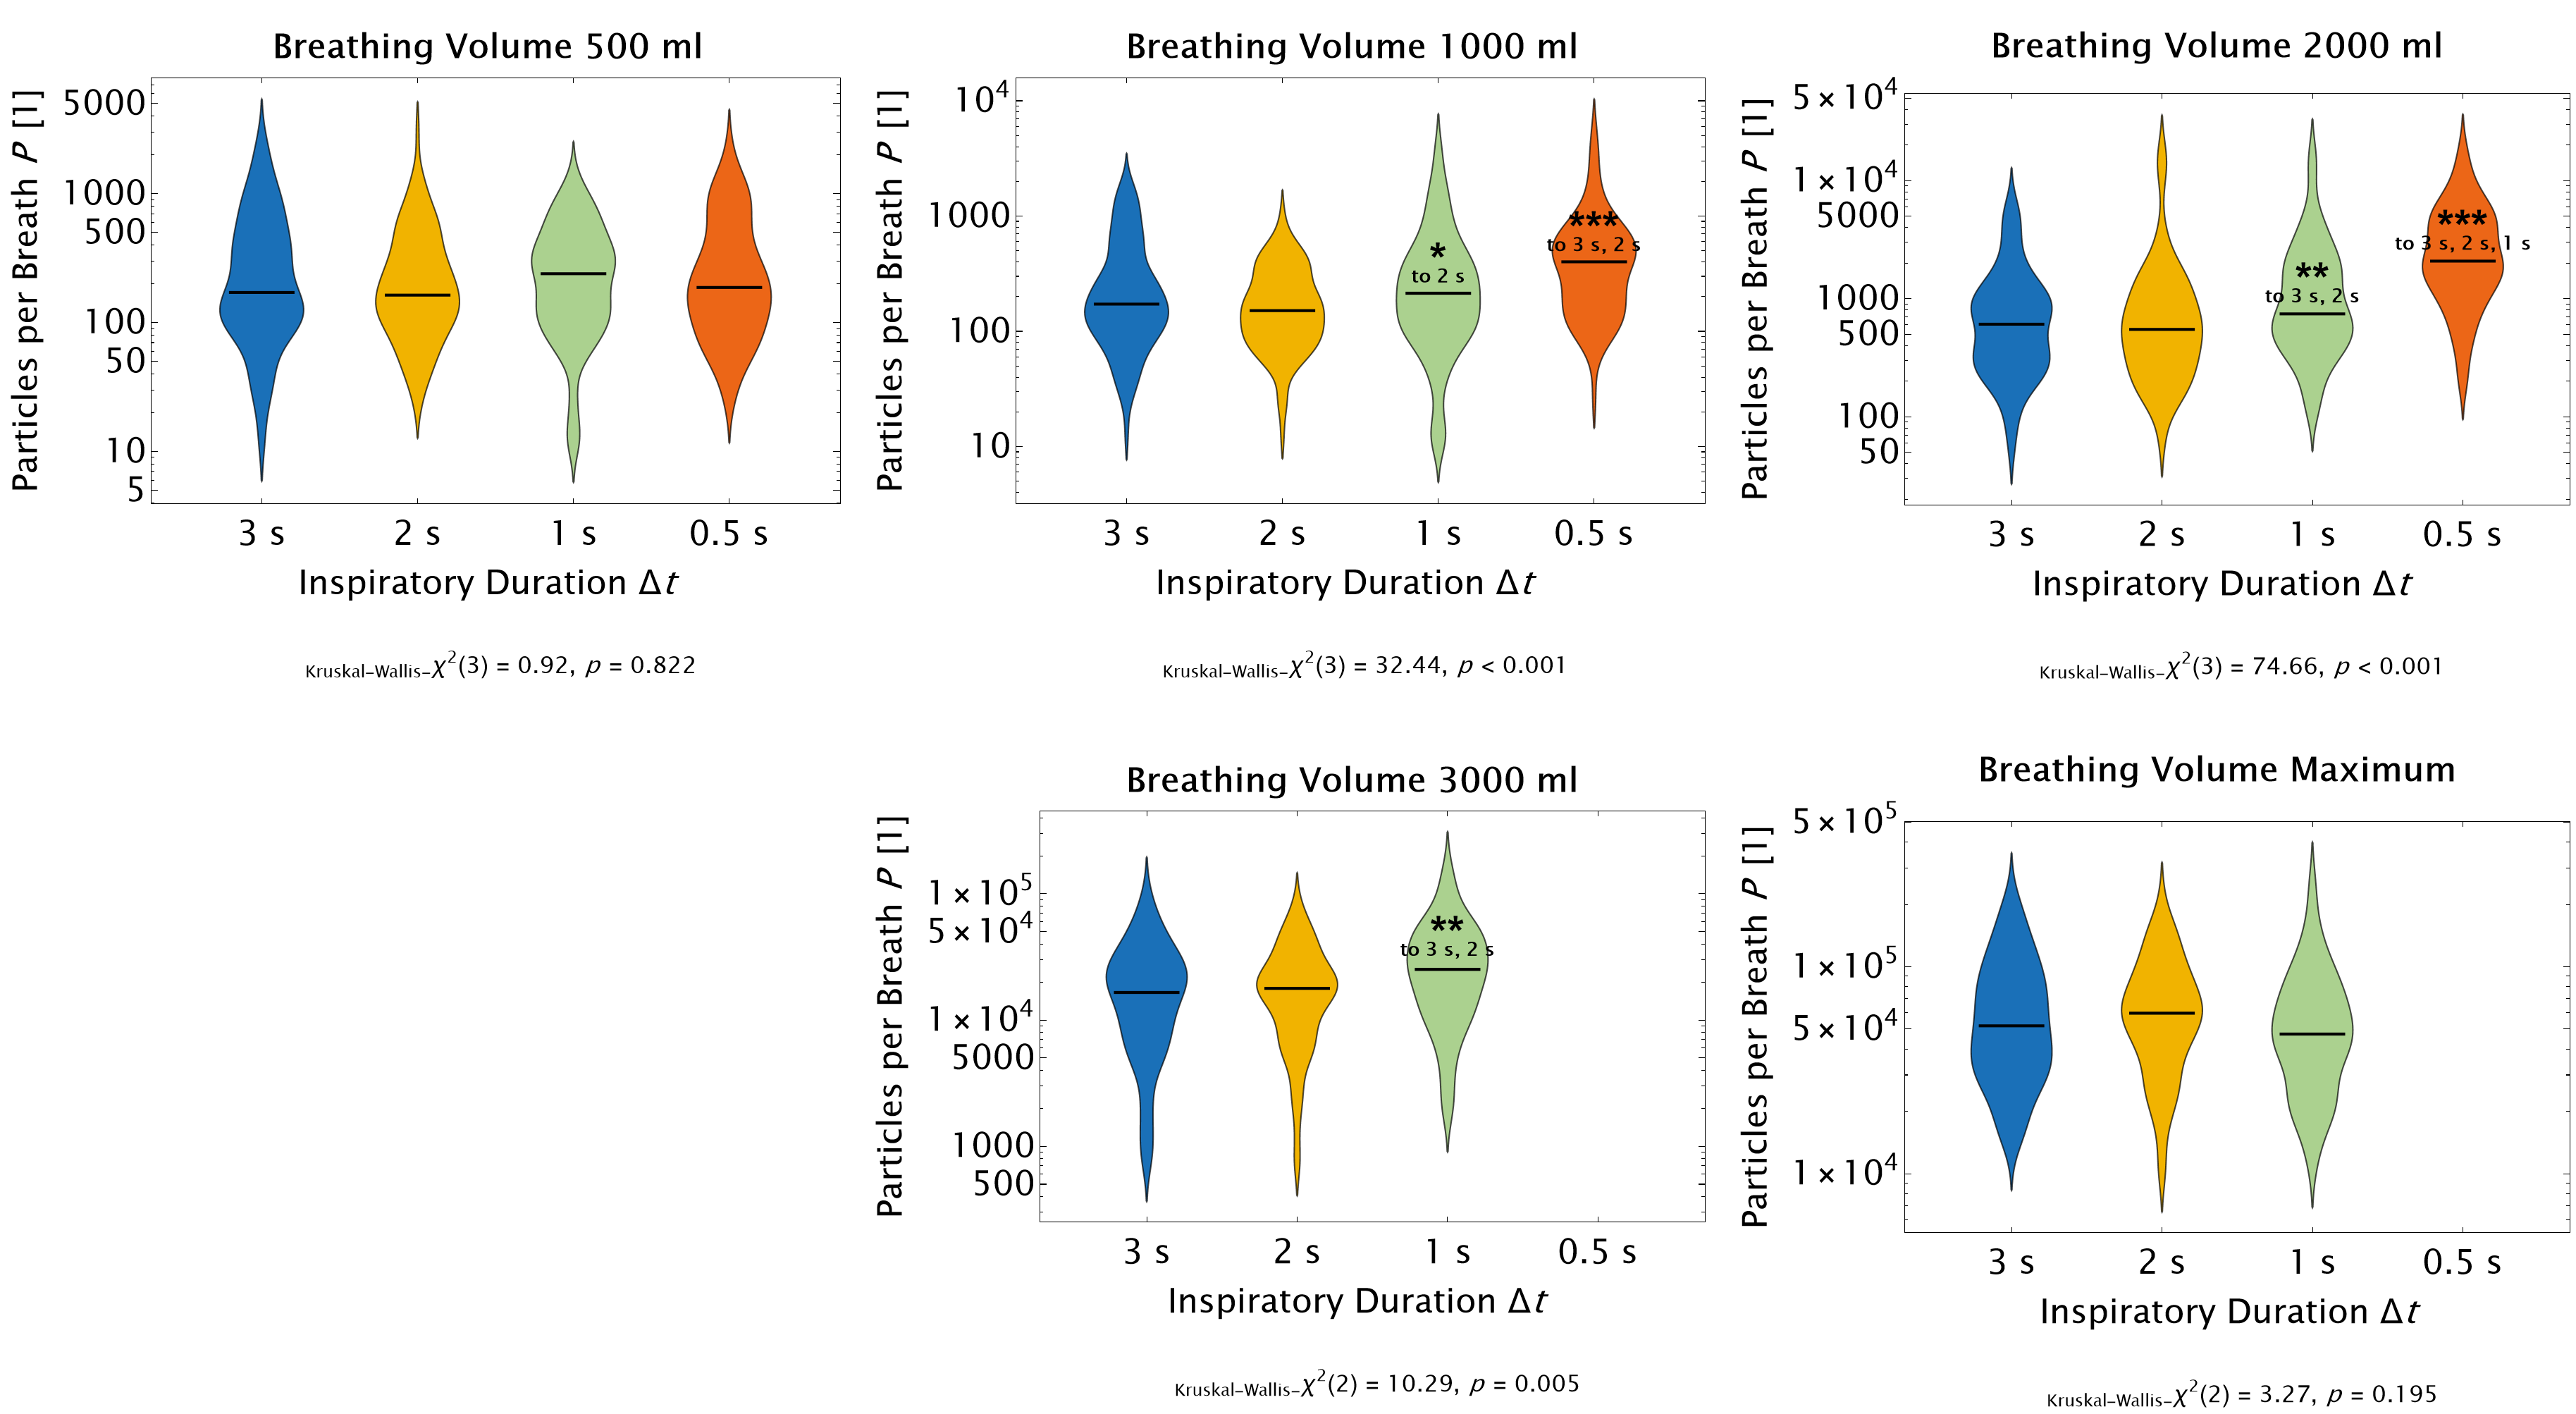 Breathing Volume 500 ml
Particles per Breath P [1]
5000
1000
500
100
50
10
5
3 s 2 s 1 s 0.5 s
Inspiratory Duration Δt
Kruskal–Wallis–χ²(3) = 0.92, p = 0.822
Breathing Volume 1000 ml
Particles per Breath P [1]
10⁴
1000
100
10
*
to 2 s
***
to 3 s, 2 s
3 s 2 s 1 s 0.5 s
Inspiratory Duration Δt
Kruskal–Wallis–χ²(3) = 32.44, p < 0.001
Breathing Volume 2000 ml
Particles per Breath P [1]
5×10⁴
1×10⁴
5000
1000
500
100
50
**
to 3 s, 2 s
***
to 3 s, 2 s, 1 s
3 s 2 s 1 s 0.5 s
Inspiratory Duration Δt
Kruskal–Wallis–χ²(3) = 74.66, p < 0.001
Breathing Volume 3000 ml
Particles per Breath P [1]
1×10⁵
5×10⁴
1×10⁴
5000
1000
500
**
to 3 s, 2 s
3 s 2 s 1 s 0.5 s
Inspiratory Duration Δt
Kruskal–Wallis–χ²(2) = 10.29, p = 0.005
Breathing Volume Maximum
Particles per Breath P [1]
5×10⁵
1×10⁵
5×10⁴
1×10⁴
3 s 2 s 1 s 0.5 s
Inspiratory Duration Δt
Kruskal–Wallis–χ²(2) = 3.27, p = 0.195